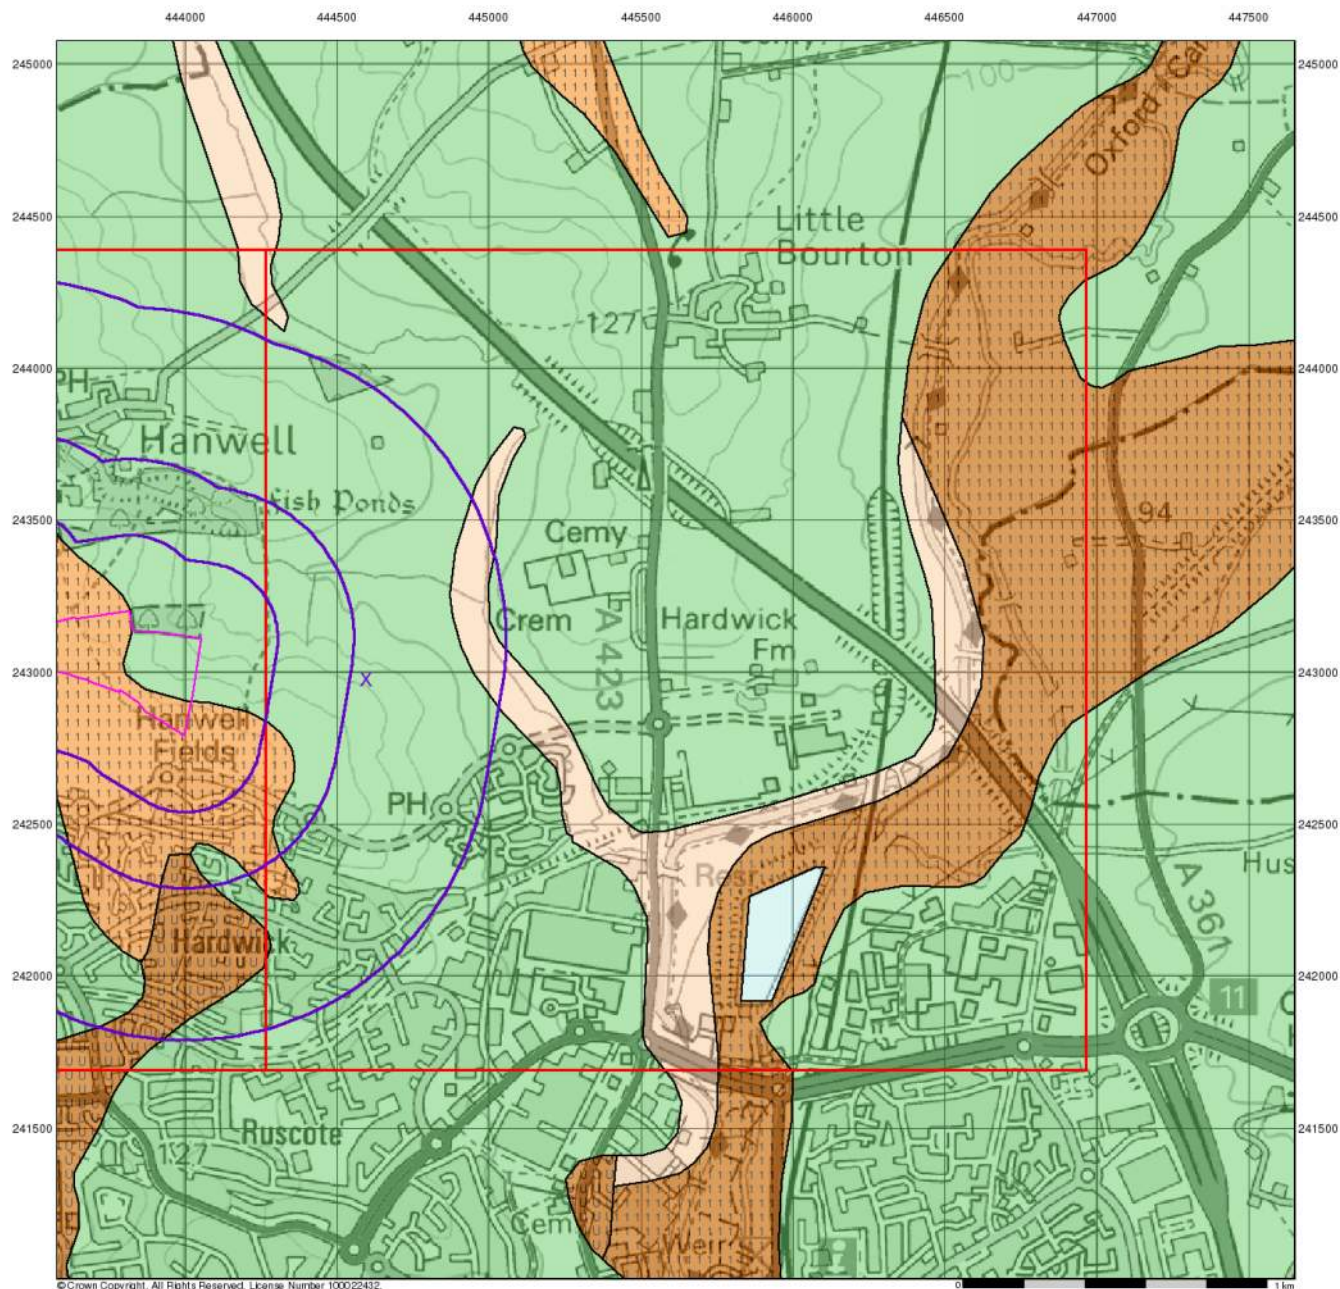 444000 444500 445000 445500 446000 446500 447000 447500
245000 245000
100
Oxford
244500 244500
Little
Bourton
127
244000 244000
PH
Hanwell
Fish Ponds
243500 243500
94
Cemy
Crem
A 423
Hardwick
Fm
243000 243000
X
Hanwell
Fields
PH
242500 242500
Hus
A 361
Hardwick
242000 242000
11
Ruscote
127
241500 241500
Cem
Weir
© Crown Copyright. All Rights Reserved. License Number 100022432.
0 1 km